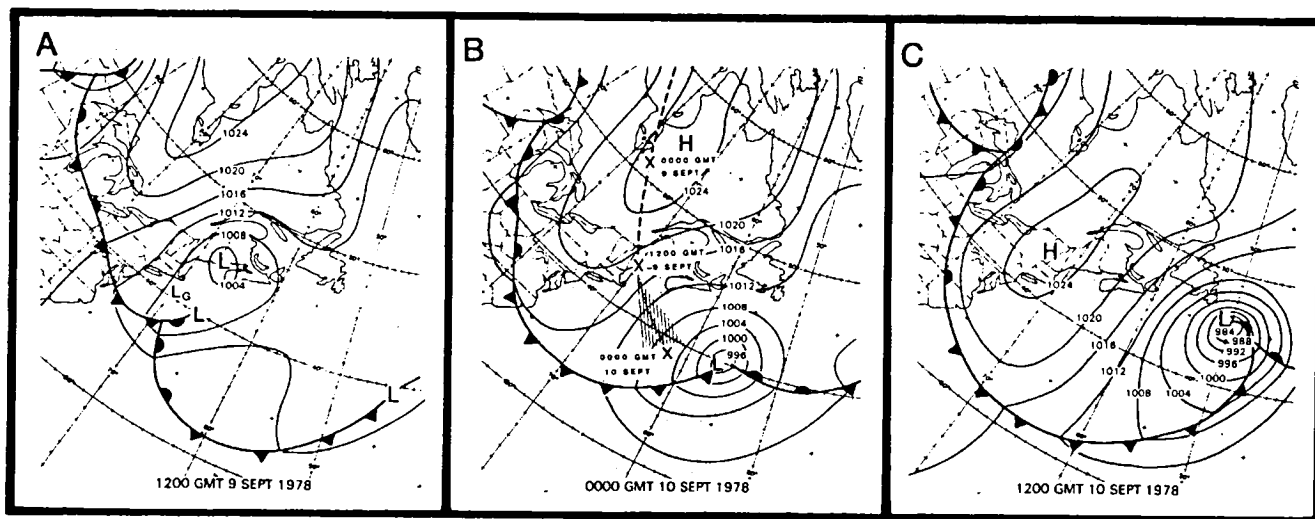 A
1024
1020
1016
1012
1008
L
1004
L
G
L
L
1200 GMT 9 SEPT 1978
B
H
X 0000 GMT
9 SEPT
1024
1020
1016
1200 GMT
X 9 SEPT
1012
1008
1004
1000
0000 GMT X
996
10 SEPT
L
0000 GMT 10 SEPT 1978
C
H
1024
1020
1016
1012
1008
1004
1000
L
984
988
992
996
1200 GMT 10 SEPT 1978